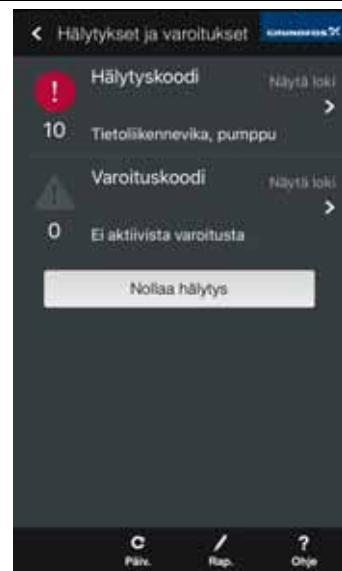 Hälytykset ja varoitukset
GRUNDFOS
Hälytyskoodi
Näytä loki
10
Tietoliikennevika, pumppu
Varoituskoodi
Näytä loki
0
Ei aktiivista varoitusta
Nollaa hälytys
Päiv.
Rap.
?
Ohje